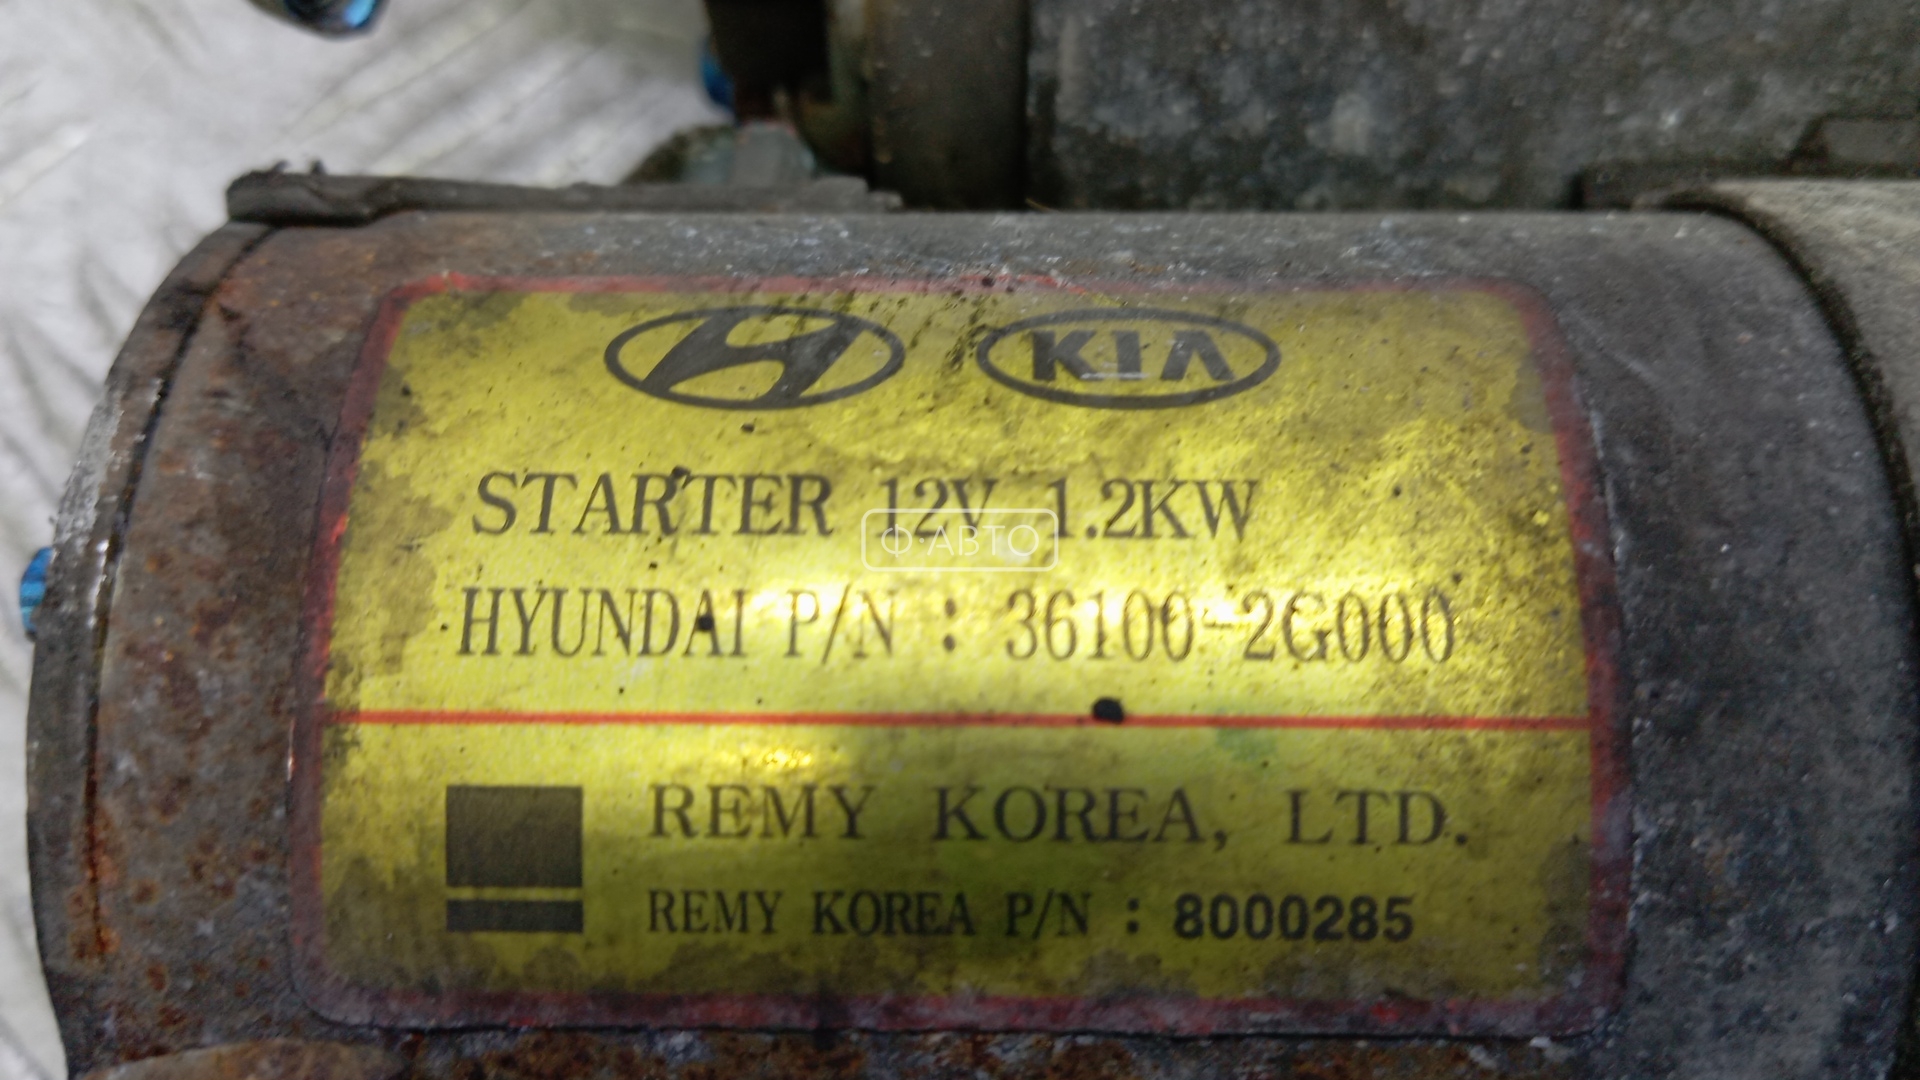 KIA
STARTER 12V 1.2KW
Ф·АВТО
HYUNDAI P/N : 36100-2G000
REMY KOREA, LTD.
REMY KOREA P/N : 8000285